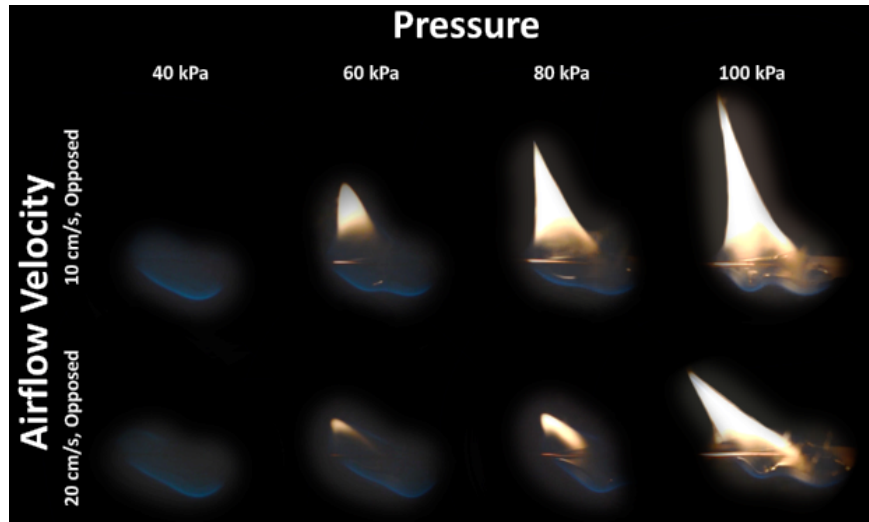 Pressure
40 kPa
60 kPa
80 kPa
100 kPa
Airflow Velocity
10 cm/s, Opposed
20 cm/s, Opposed